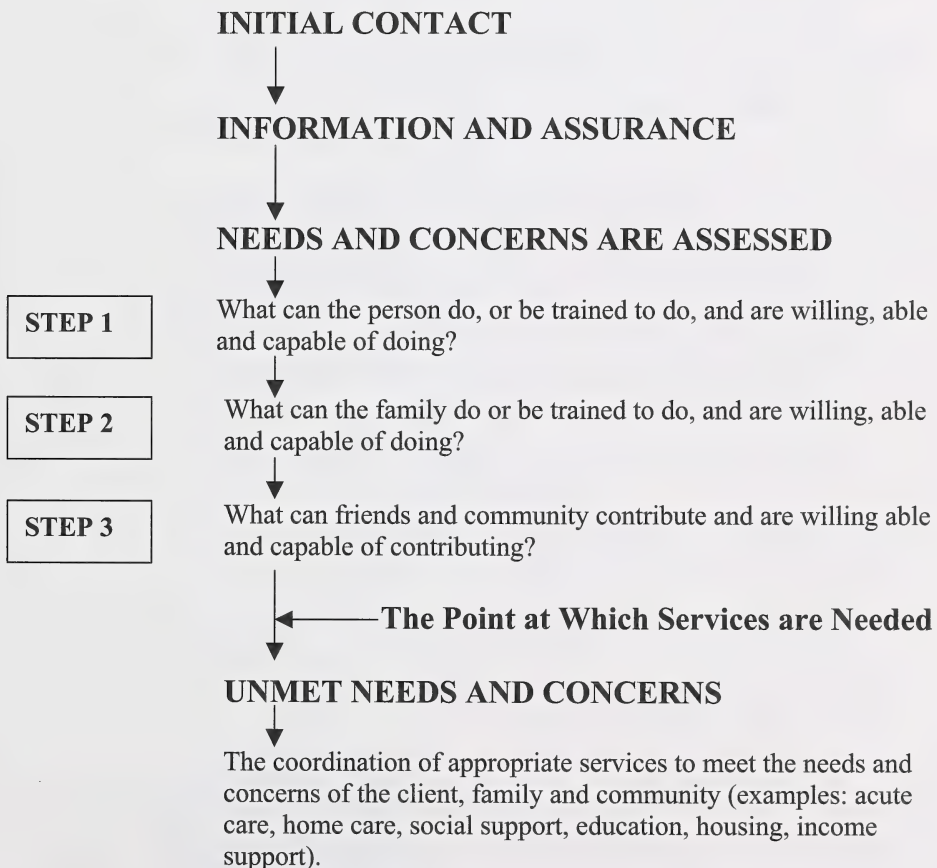 INITIAL CONTACT
INFORMATION AND ASSURANCE
NEEDS AND CONCERNS ARE ASSESSED
STEP 1
What can the person do, or be trained to do, and are willing, able
and capable of doing?
STEP 2
What can the family do or be trained to do, and are willing, able
and capable of doing?
STEP 3
What can friends and community contribute and are willing able
and capable of contributing?
The Point at Which Services are Needed
UNMET NEEDS AND CONCERNS
The coordination of appropriate services to meet the needs and
concerns of the client, family and community (examples: acute
care, home care, social support, education, housing, income
support).